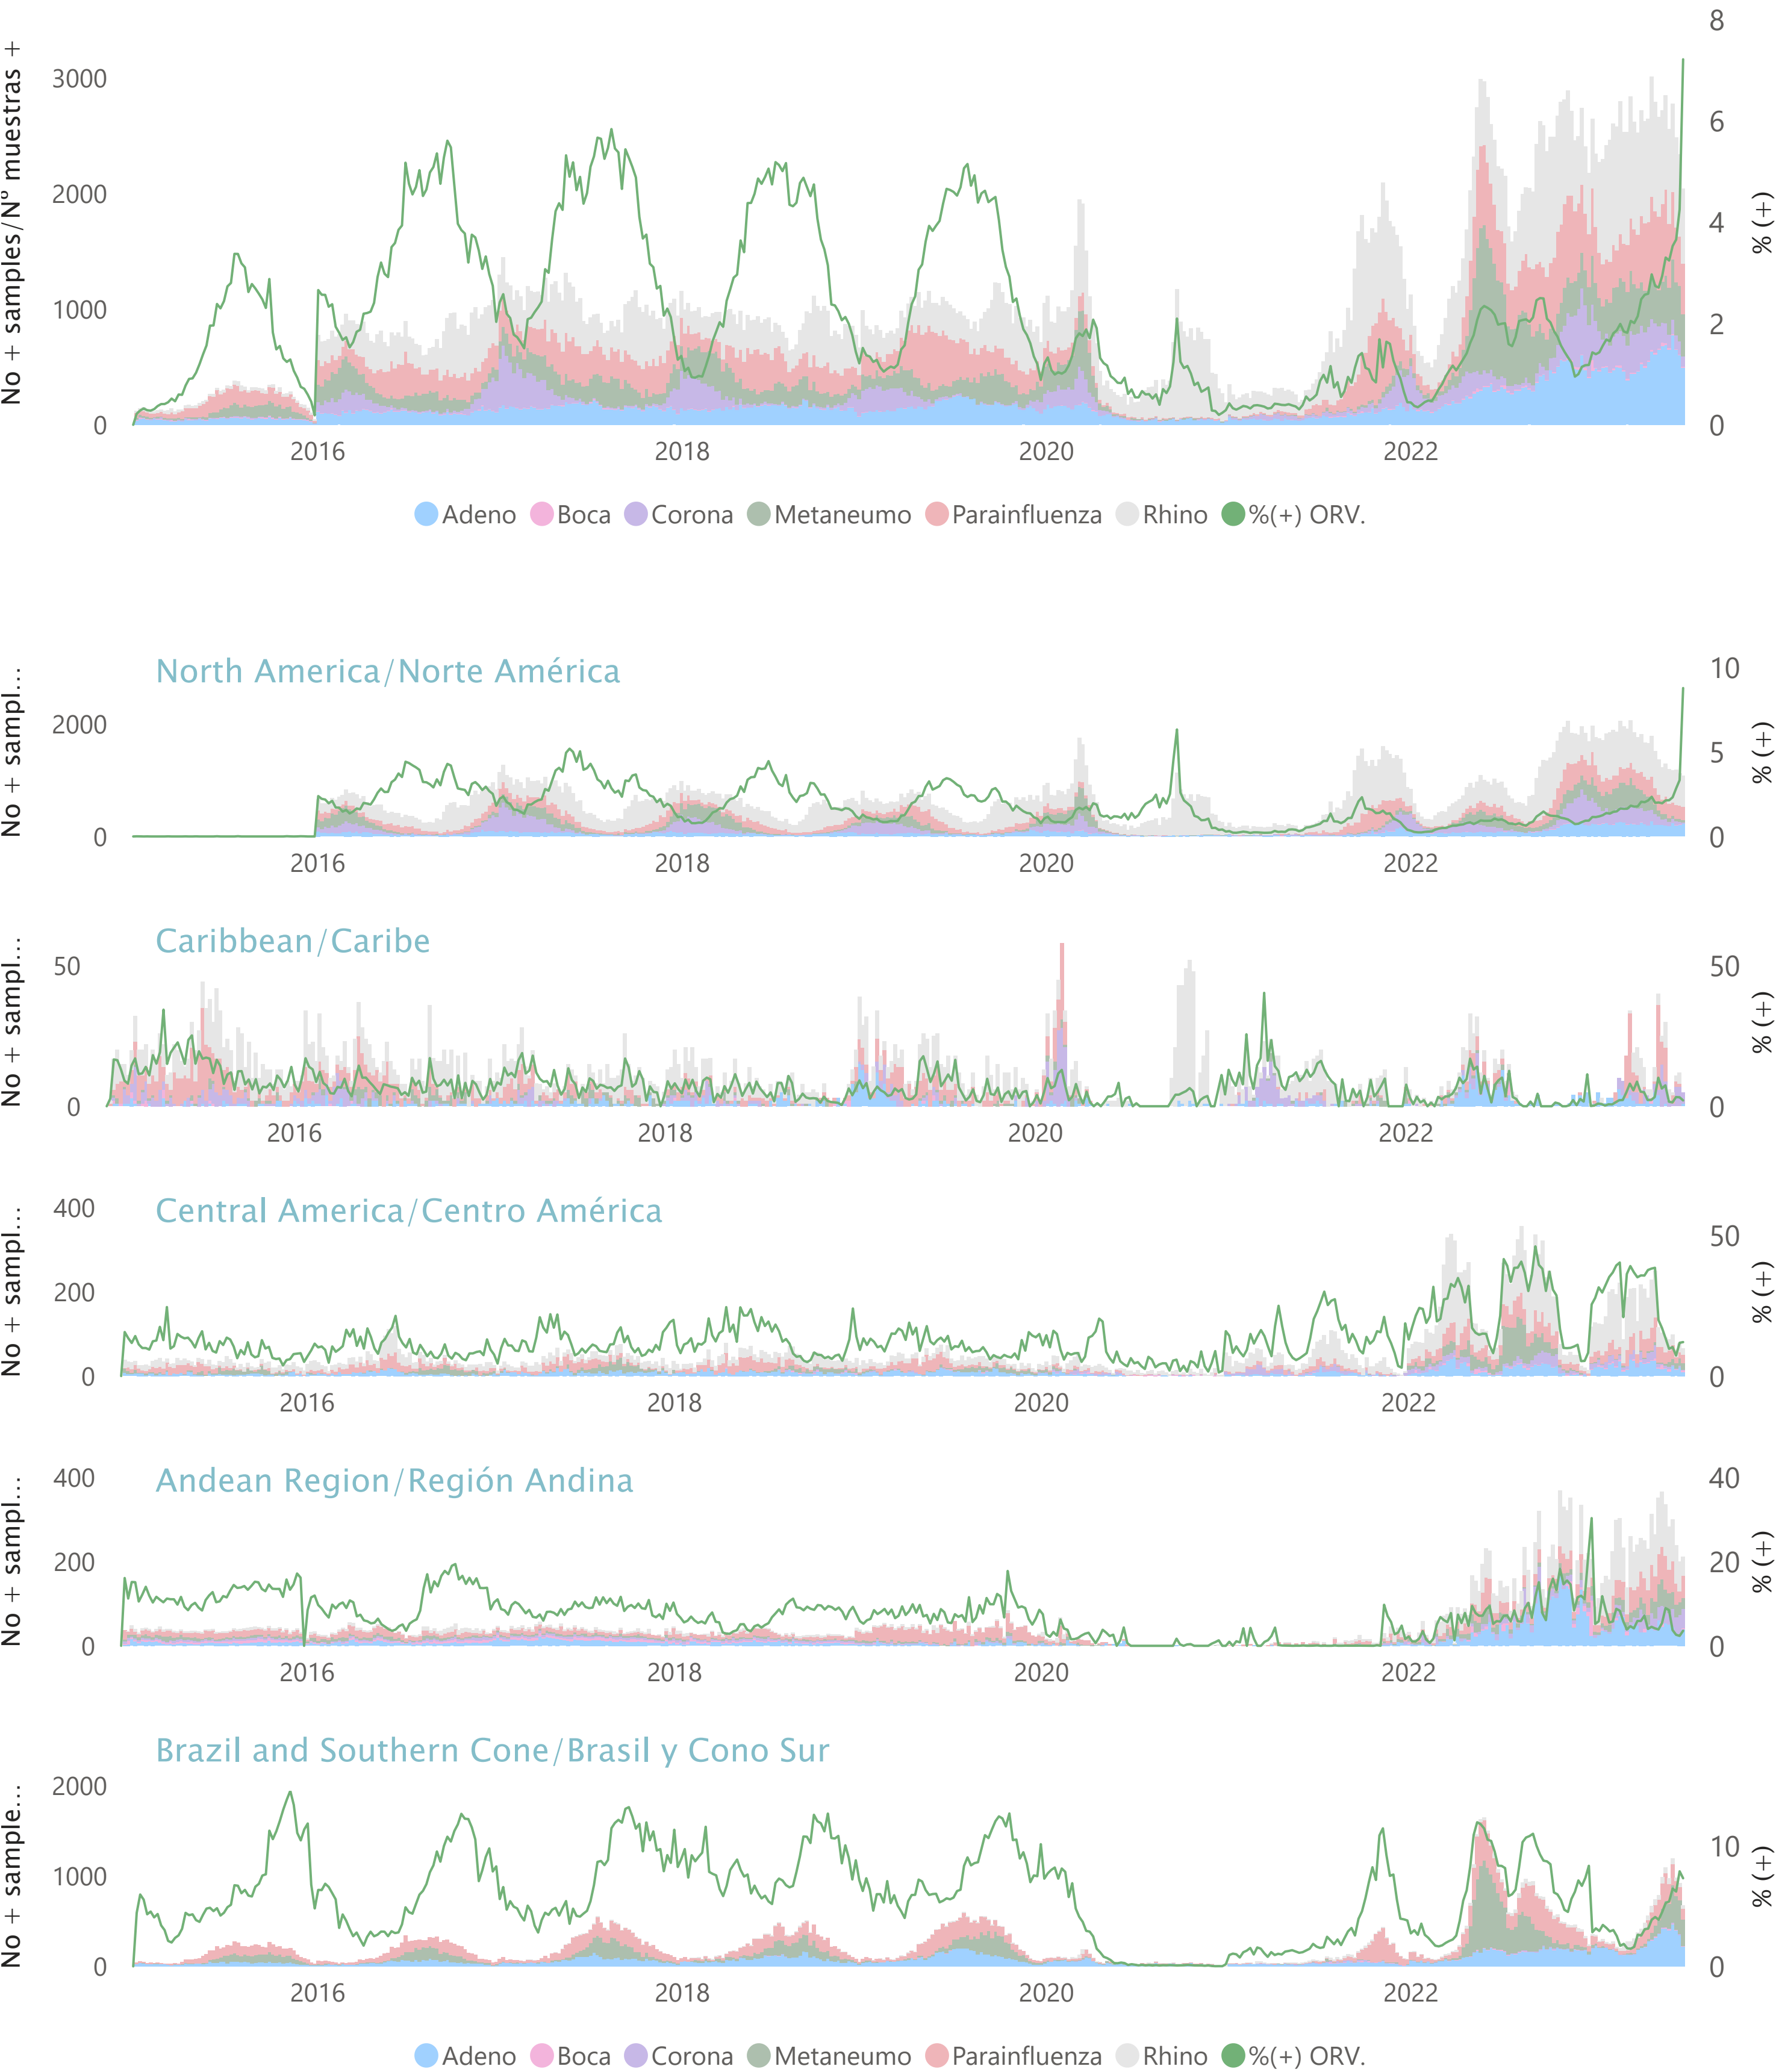 8
3000
6
2000
4
1000
2
0
0
No + samples/Nº muestras +
% (+)
2016 2018 2020 2022
Adeno Boca Corona Metaneumo Parainfluenza Rhino %(+) ORV.
North America/Norte América
10
2000
5
0
0
No + sampl...
% (+)
2016 2018 2020 2022
Caribbean/Caribe
50
50
0
0
No + sampl...
% (+)
2016 2018 2020 2022
Central America/Centro América
400
50
200
0
0
No + sampl...
% (+)
2016 2018 2020 2022
Andean Region/Región Andina
400
40
200
20
0
0
No + sampl...
% (+)
2016 2018 2020 2022
Brazil and Southern Cone/Brasil y Cono Sur
2000
10
1000
0
0
No + sample...
% (+)
2016 2018 2020 2022
Adeno Boca Corona Metaneumo Parainfluenza Rhino %(+) ORV.